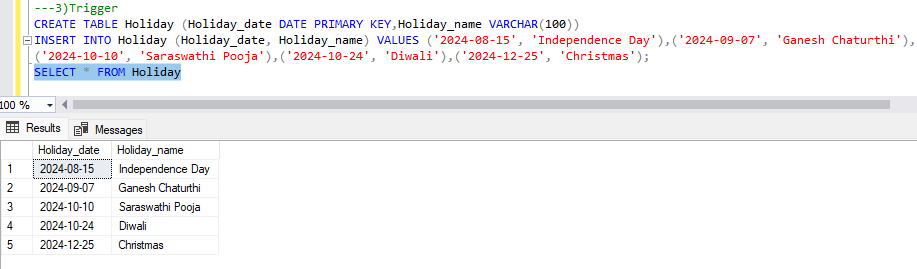 ---3)Trigger
CREATE TABLE Holiday (Holiday_date DATE PRIMARY KEY,Holiday_name VARCHAR(100))
INSERT INTO Holiday (Holiday_date, Holiday_name) VALUES ('2024-08-15', 'Independence Day'),('2024-09-07', 'Ganesh Chaturthi'),
('2024-10-10', 'Saraswathi Pooja'),('2024-10-24', 'Diwali'),('2024-12-25', 'Christmas');
SELECT * FROM Holiday
100 %
Results Messages
Holiday_date Holiday_name
1 2024-08-15 Independence Day
2 2024-09-07 Ganesh Chaturthi
3 2024-10-10 Saraswathi Pooja
4 2024-10-24 Diwali
5 2024-12-25 Christmas